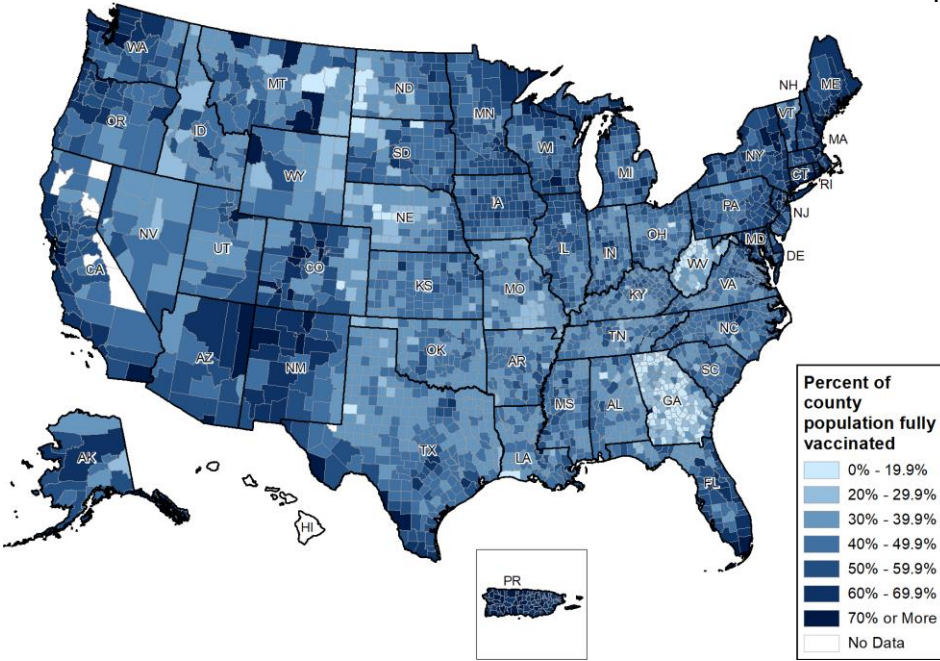 WA
MT
ND
MN
OR
ID
WY
SD
WI
MI
NH
VT
ME
NY
MA
CT
RI
NV
UT
CO
NE
IA
IL
IN
OH
PA
NJ
MD
DE
WV
VA
CA
KS
MO
KY
AZ
NM
OK
AR
TN
NC
SC
TX
LA
MS
AL
GA
FL
AK
HI
PR
Percent of
county
population fully
vaccinated
0% - 19.9%
20% - 29.9%
30% - 39.9%
40% - 49.9%
50% - 59.9%
60% - 69.9%
70% or More
No Data